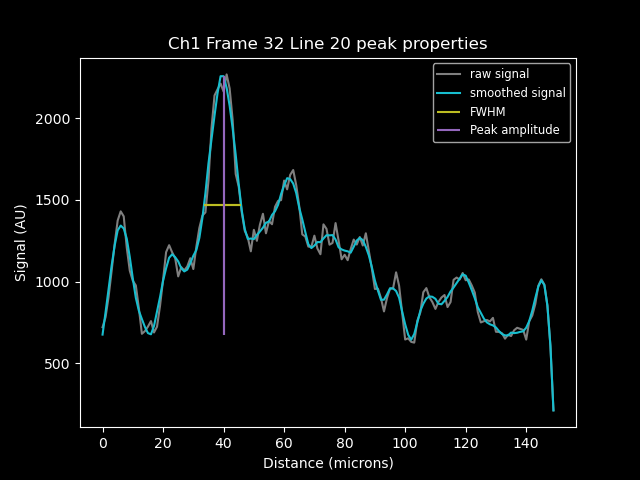 Ch1 Frame 32 Line 20 peak properties
raw signal
smoothed signal
FWHM
Peak amplitude
Signal (AU)
2000
1500
1000
500
0 20 40 60 80 100 120 140
Distance (microns)